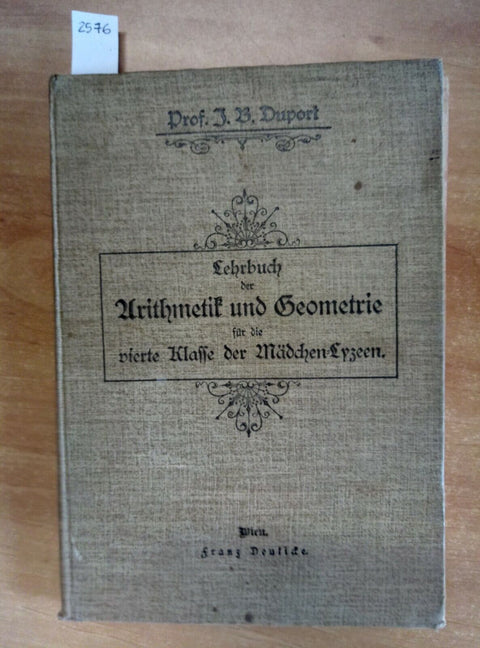 2576
Prof. J. B. Duport
Lehrbuch
der
Arithmetik und Geometrie
für die
vierte Klasse der Mädchen-Lyzeen.
Wien.
Franz Deuticke.